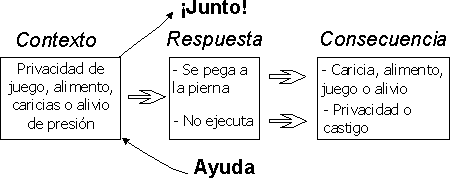 ¡Junto!
Contexto
Respuesta
Consecuencia
Privacidad de
juego, alimento,
caricias o alivio
de presión
- Se pega a
la pierna
- No ejecuta
- Caricia, alimento,
juego o alivio
- Privacidad o
castigo
Ayuda